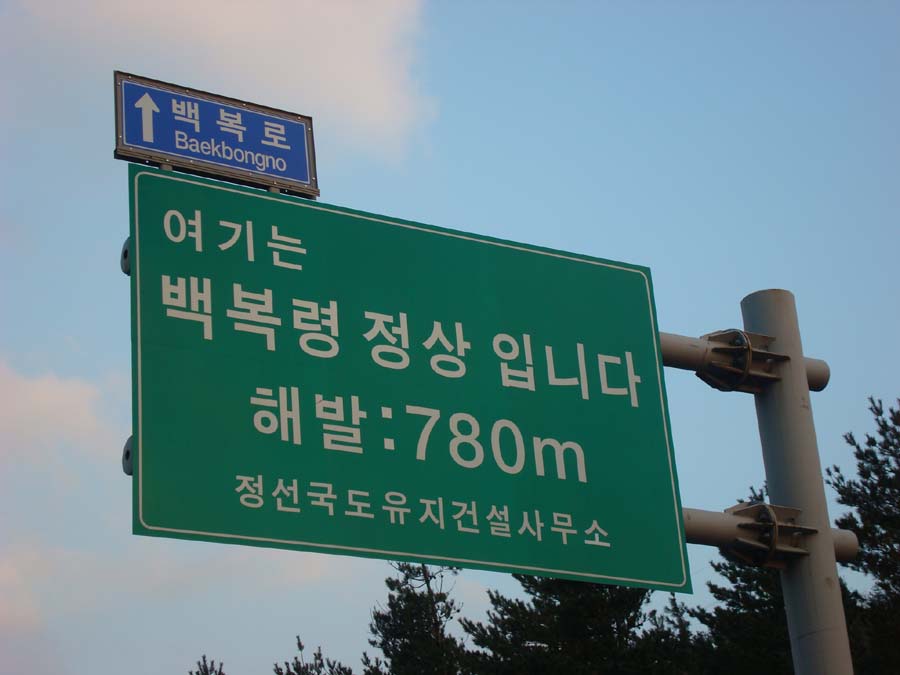 백복로
Baekbongno
여기는
백복령 정상 입니다
해발:780m
정선국도유지건설사무소